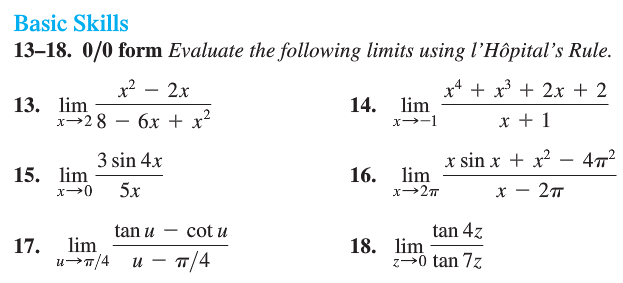 Basic Skills
13–18. 0/0 form Evaluate the following limits using l'Hôpital's Rule.
13. lim x→2 (x² − 2x)/(8 − 6x + x²)
14. lim x→−1 (x⁴ + x³ + 2x + 2)/(x + 1)
15. lim x→0 (3 sin 4x)/(5x)
16. lim x→2π (x sin x + x² − 4π²)/(x − 2π)
17. lim u→π/4 (tan u − cot u)/(u − π/4)
18. lim z→0 (tan 4z)/(tan 7z)